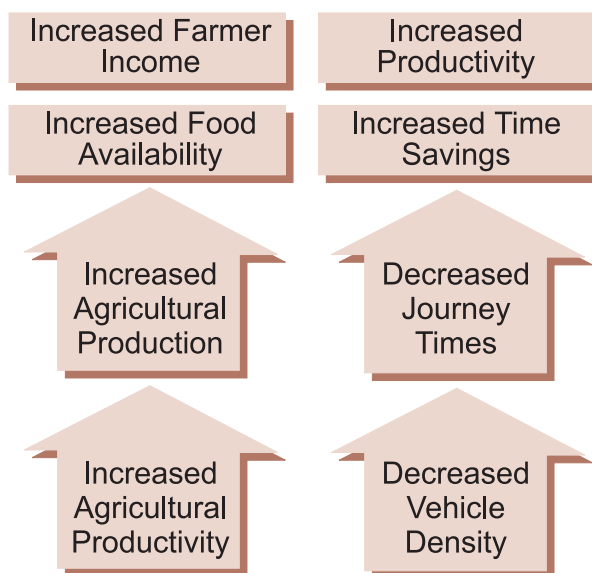 Increased Farmer
Income
Increased
Productivity
Increased Food
Availability
Increased Time
Savings
Increased
Agricultural
Production
Decreased
Journey
Times
Increased
Agricultural
Productivity
Decreased
Vehicle
Density